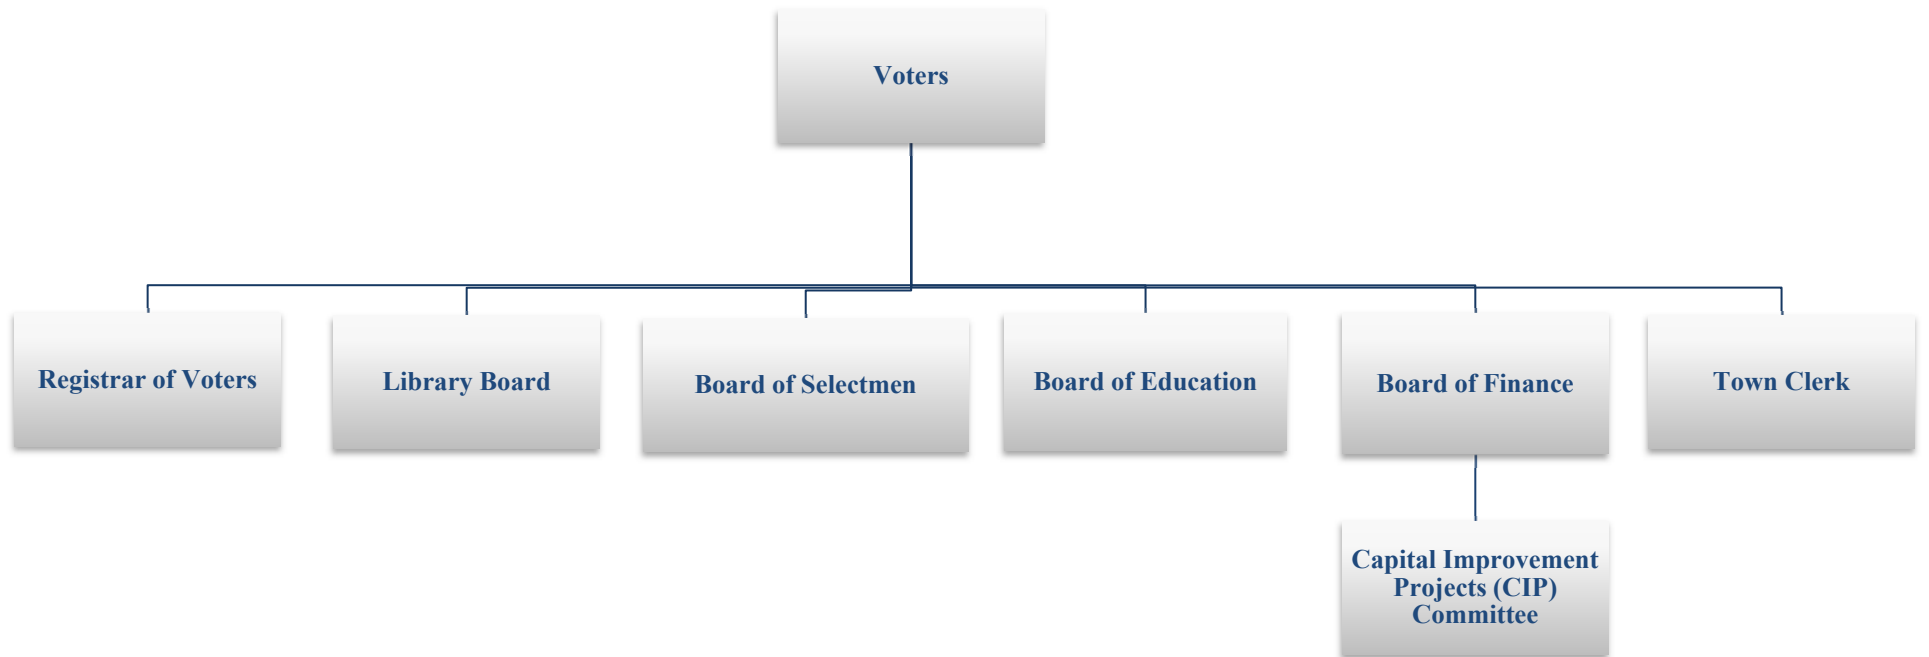 Voters
Registrar of Voters
Library Board
Board of Selectmen
Board of Education
Board of Finance
Town Clerk
Capital Improvement
Projects (CIP)
Committee